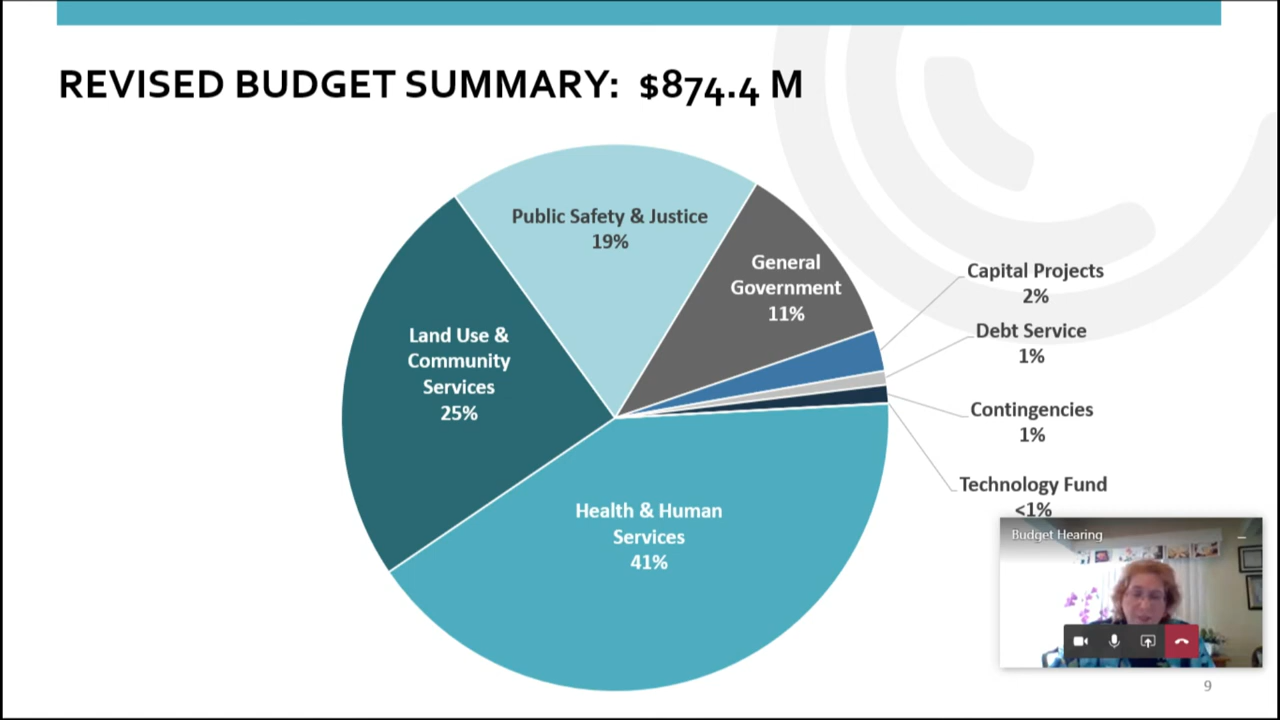 REVISED BUDGET SUMMARY: $874.4 M
Public Safety & Justice
19%
General
Government
11%
Capital Projects
2%
Debt Service
1%
Land Use &
Community
Services
25%
Contingencies
1%
Technology Fund
<1%
Health & Human
Services
41%
Budget Hearing
9